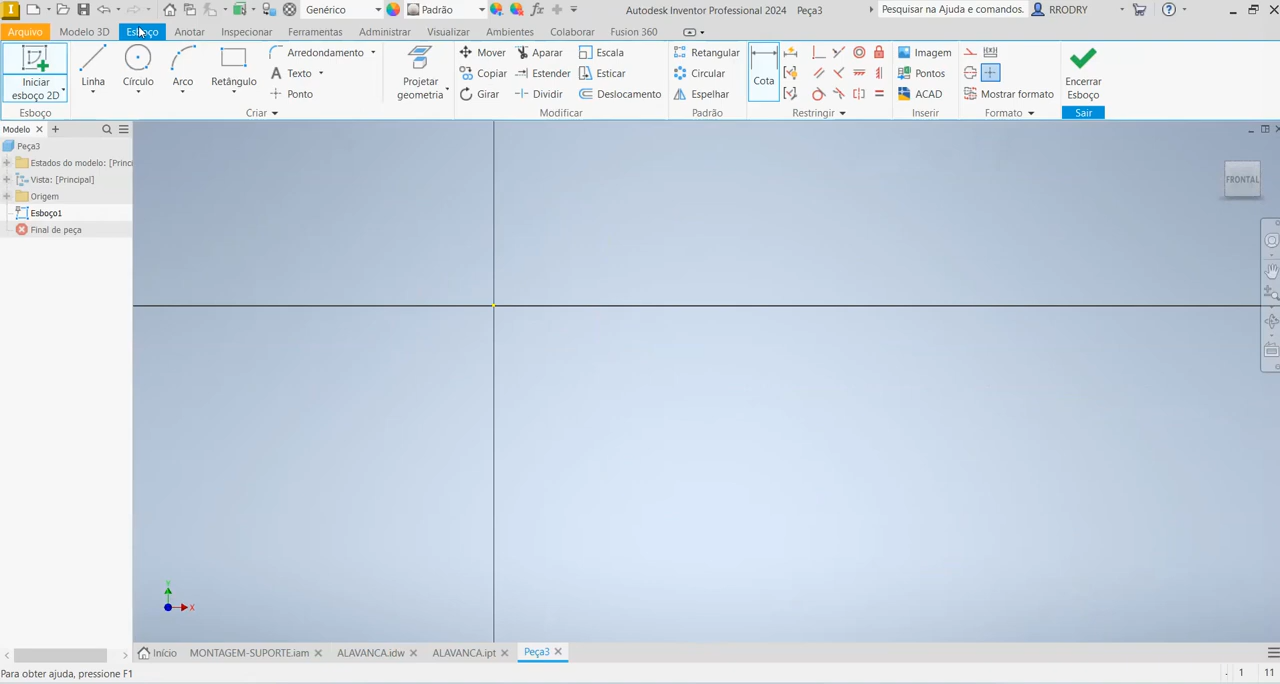 Genérico
Padrão
Autodesk Inventor Professional 2024 Peça3
Pesquisar na Ajuda e comandos.
RRODRY
Arquivo Modelo 3D Esboço Anotar Inspecionar Ferramentas Administrar Visualizar Ambientes Colaborar Fusion 360
Iniciar
esboço 2D
Linha
Círculo
Arco
Retângulo
Arredondamento
Texto
Ponto
Projetar
geometria
Mover
Copiar
Girar
Aparar
Estender
Dividir
Escala
Esticar
Deslocamento
Retangular
Circular
Espelhar
Cota
Imagem
Pontos
ACAD
Mostrar formato
Encerrar
Esboço
Esboço Criar Modificar Padrão Restringir Inserir Formato Sair
Modelo
Peça3
Estados do modelo: [Princ
Vista: [Principal]
Origem
Esboço1
Final de peça
FRONTAL
Y
X
Início MONTAGEM-SUPORTE.iam ALAVANCA.idw ALAVANCA.ipt Peça3
Para obter ajuda, pressione F1
1 11